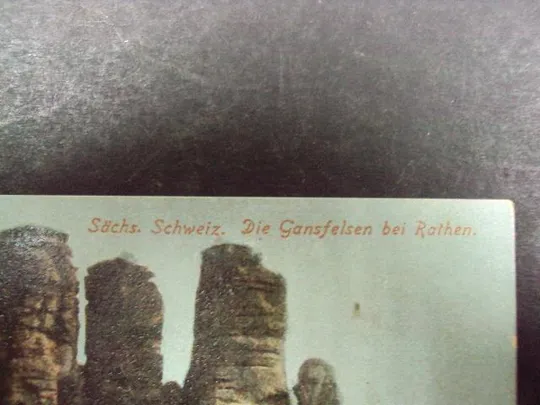 Sächs. Schweiz. Die Gansfelsen bei Rathen.